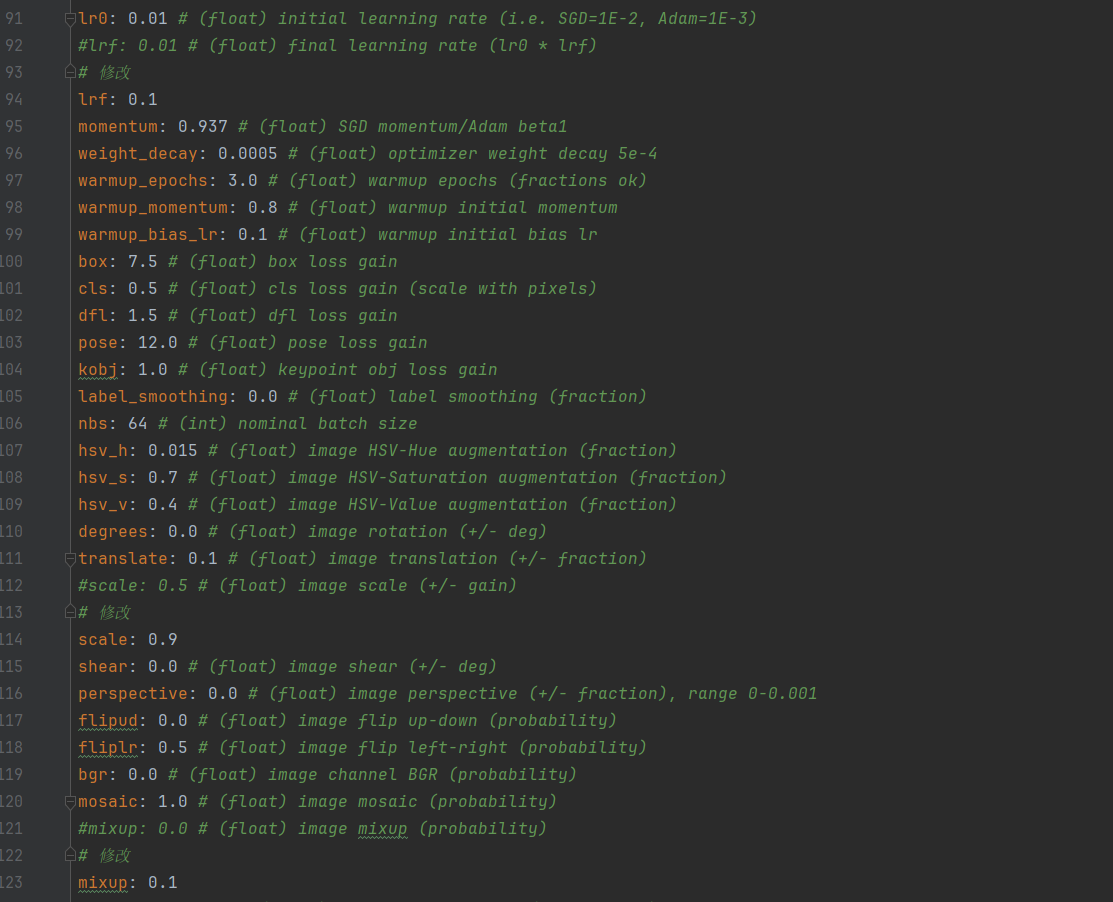 91 lr0: 0.01 # (float) initial learning rate (i.e. SGD=1E-2, Adam=1E-3)
92 #lrf: 0.01 # (float) final learning rate (lr0 * lrf)
93 # 修改
94 lrf: 0.1
95 momentum: 0.937 # (float) SGD momentum/Adam beta1
96 weight_decay: 0.0005 # (float) optimizer weight decay 5e-4
97 warmup_epochs: 3.0 # (float) warmup epochs (fractions ok)
98 warmup_momentum: 0.8 # (float) warmup initial momentum
99 warmup_bias_lr: 0.1 # (float) warmup initial bias lr
100 box: 7.5 # (float) box loss gain
101 cls: 0.5 # (float) cls loss gain (scale with pixels)
102 dfl: 1.5 # (float) dfl loss gain
103 pose: 12.0 # (float) pose loss gain
104 kobj: 1.0 # (float) keypoint obj loss gain
105 label_smoothing: 0.0 # (float) label smoothing (fraction)
106 nbs: 64 # (int) nominal batch size
107 hsv_h: 0.015 # (float) image HSV-Hue augmentation (fraction)
108 hsv_s: 0.7 # (float) image HSV-Saturation augmentation (fraction)
109 hsv_v: 0.4 # (float) image HSV-Value augmentation (fraction)
110 degrees: 0.0 # (float) image rotation (+/- deg)
111 translate: 0.1 # (float) image translation (+/- fraction)
112 #scale: 0.5 # (float) image scale (+/- gain)
113 # 修改
114 scale: 0.9
115 shear: 0.0 # (float) image shear (+/- deg)
116 perspective: 0.0 # (float) image perspective (+/- fraction), range 0-0.001
117 flipud: 0.0 # (float) image flip up-down (probability)
118 fliplr: 0.5 # (float) image flip left-right (probability)
119 bgr: 0.0 # (float) image channel BGR (probability)
120 mosaic: 1.0 # (float) image mosaic (probability)
121 #mixup: 0.0 # (float) image mixup (probability)
122 # 修改
123 mixup: 0.1